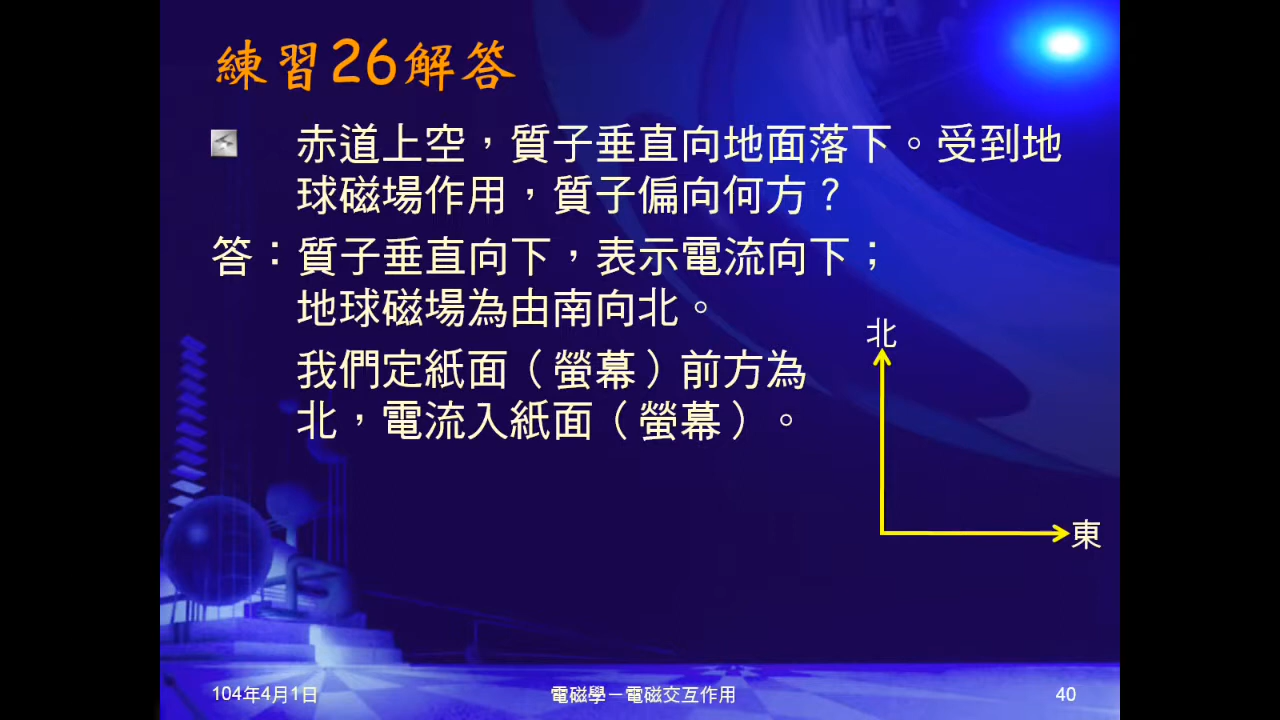 練習26解答
赤道上空，質子垂直向地面落下。受到地
球磁場作用，質子偏向何方？
答：質子垂直向下，表示電流向下；
地球磁場為由南向北。
我們定紙面（螢幕）前方為
北，電流入紙面（螢幕）。
北
東
104年4月1日
電磁學－電磁交互作用
40